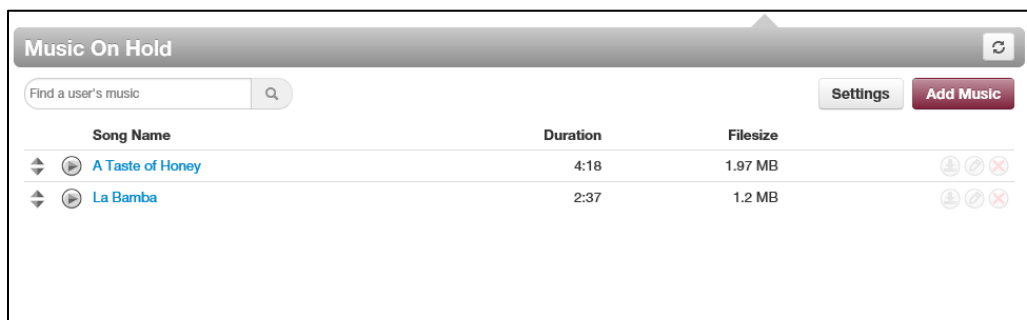 Music On Hold
Find a user's music
Settings
Add Music
Song Name Duration Filesize
A Taste of Honey 4:18 1.97 MB
La Bamba 2:37 1.2 MB